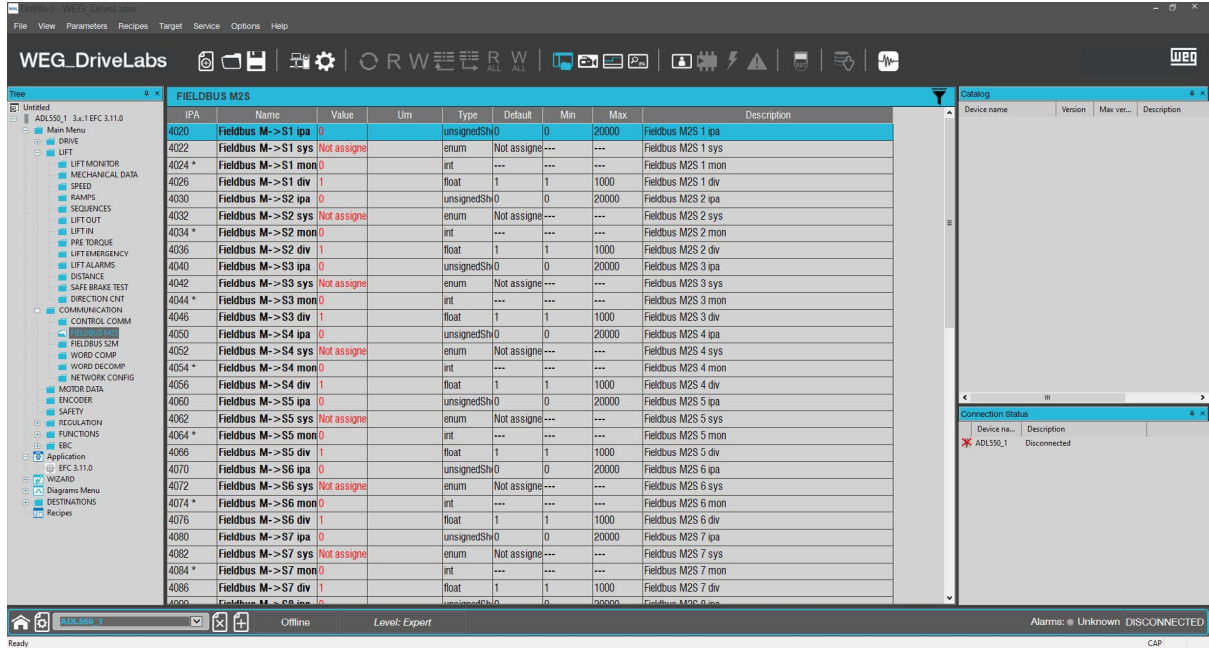 Untitled - WEG_DriveLabs
File View Parameters Recipes Target Service Options Help
WEG_DriveLabs R W R ALL W ALL RST weg
Tree
Untitled
ADL550_1 3.x.1 EFC 3.11.0
Main Menu
DRIVE
LIFT
LIFT MONITOR
MECHANICAL DATA
SPEED
RAMPS
SEQUENCES
LIFT OUT
LIFT IN
PRE TORQUE
LIFT EMERGENCY
LIFT ALARMS
DISTANCE
SAFE BRAKE TEST
DIRECTION CNT
COMMUNICATION
CONTROL COMM
FIELDBUS M2S
FIELDBUS S2M
WORD COMP
WORD DECOMP
NETWORK CONFIG
MOTOR DATA
ENCODER
SAFETY
REGULATION
FUNCTIONS
EBC
Application
EFC 3.11.0
WIZARD
Diagrams Menu
DESTINATIONS
Recipes
FIELDBUS M2S
IPA Name Value Um Type Default Min Max Description
4020 Fieldbus M->S1 ipa 0 unsignedSh 0 0 20000 Fieldbus M2S 1 ipa
4022 Fieldbus M->S1 sys Not assigne enum Not assigne --- --- Fieldbus M2S 1 sys
4024 * Fieldbus M->S1 mon 0 int --- --- --- Fieldbus M2S 1 mon
4026 Fieldbus M->S1 div 1 float 1 1 1000 Fieldbus M2S 1 div
4030 Fieldbus M->S2 ipa 0 unsignedSh 0 0 20000 Fieldbus M2S 2 ipa
4032 Fieldbus M->S2 sys Not assigne enum Not assigne --- --- Fieldbus M2S 2 sys
4034 * Fieldbus M->S2 mon 0 int --- --- --- Fieldbus M2S 2 mon
4036 Fieldbus M->S2 div 1 float 1 1 1000 Fieldbus M2S 2 div
4040 Fieldbus M->S3 ipa 0 unsignedSh 0 0 20000 Fieldbus M2S 3 ipa
4042 Fieldbus M->S3 sys Not assigne enum Not assigne --- --- Fieldbus M2S 3 sys
4044 * Fieldbus M->S3 mon 0 int --- --- --- Fieldbus M2S 3 mon
4046 Fieldbus M->S3 div 1 float 1 1 1000 Fieldbus M2S 3 div
4050 Fieldbus M->S4 ipa 0 unsignedSh 0 0 20000 Fieldbus M2S 4 ipa
4052 Fieldbus M->S4 sys Not assigne enum Not assigne --- --- Fieldbus M2S 4 sys
4054 * Fieldbus M->S4 mon 0 int --- --- --- Fieldbus M2S 4 mon
4056 Fieldbus M->S4 div 1 float 1 1 1000 Fieldbus M2S 4 div
4060 Fieldbus M->S5 ipa 0 unsignedSh 0 0 20000 Fieldbus M2S 5 ipa
4062 Fieldbus M->S5 sys Not assigne enum Not assigne --- --- Fieldbus M2S 5 sys
4064 * Fieldbus M->S5 mon 0 int --- --- --- Fieldbus M2S 5 mon
4066 Fieldbus M->S5 div 1 float 1 1 1000 Fieldbus M2S 5 div
4070 Fieldbus M->S6 ipa 0 unsignedSh 0 0 20000 Fieldbus M2S 6 ipa
4072 Fieldbus M->S6 sys Not assigne enum Not assigne --- --- Fieldbus M2S 6 sys
4074 * Fieldbus M->S6 mon 0 int --- --- --- Fieldbus M2S 6 mon
4076 Fieldbus M->S6 div 1 float 1 1 1000 Fieldbus M2S 6 div
4080 Fieldbus M->S7 ipa 0 unsignedSh 0 0 20000 Fieldbus M2S 7 ipa
4082 Fieldbus M->S7 sys Not assigne enum Not assigne --- --- Fieldbus M2S 7 sys
4084 * Fieldbus M->S7 mon 0 int --- --- --- Fieldbus M2S 7 mon
4086 Fieldbus M->S7 div 1 float 1 1 1000 Fieldbus M2S 7 div
Catalog
Device name Version Max ver... Description
Connection Status
Device na... Description
ADL550_1 Disconnected
ADL550_1 Offline Level: Expert Alarms: Unknown DISCONNECTED
Ready CAP